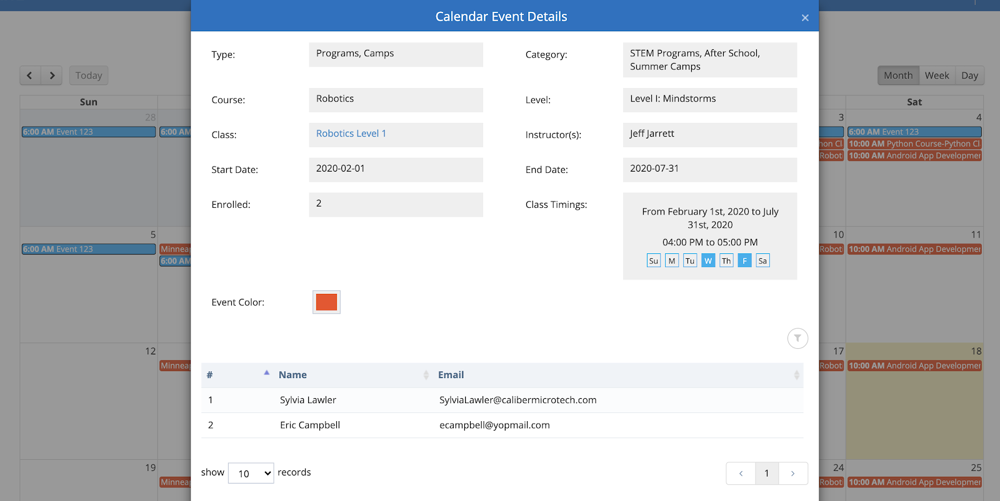 Calendar Event Details
×
Type: Programs, Camps
Category: STEM Programs, After School,
Summer Camps
Today
Month Week Day
Sun
Sat
Course: Robotics
Level: Level I: Mindstorms
28
3
4
6:00 AM Event 123
6:00 AM
6:00 AM Event 123
Class: Robotics Level 1
Instructor(s): Jeff Jarrett
hon Cl
10:00 AM Python Course-Python Cl
Robot
10:00 AM Android App Developmer
Start Date: 2020-02-01
End Date: 2020-07-31
Enrolled: 2
Class Timings:
From February 1st, 2020 to July
31st, 2020
04:00 PM to 05:00 PM
Su M Tu W Th F Sa
5
10
11
6:00 AM Event 123
Minneap
6:00 AM
Robot
10:00 AM Android App Developmer
Event Color:
12
17
18
Minneap
Robot
10:00 AM Android App Developmer
# Name Email
1 Sylvia Lawler SylviaLawler@calibermicrotech.com
2 Eric Campbell ecampbell@yopmail.com
19
24
25
Minneap
Robot
10:00 AM Android App Developmer
show 10 records
1